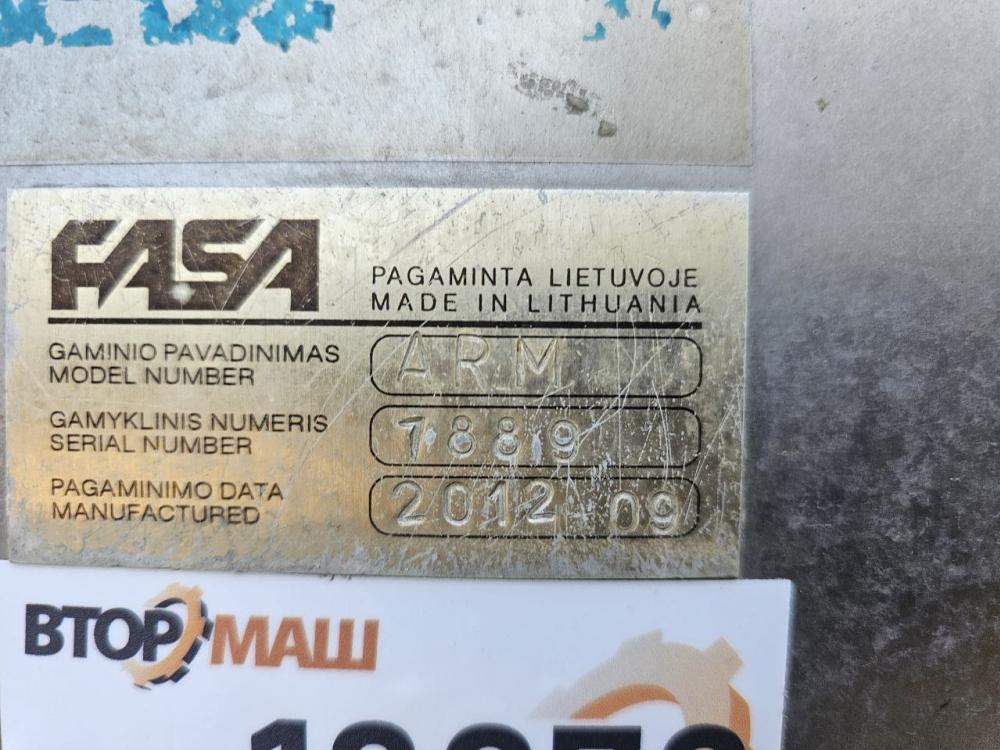 FASA
PAGAMINTA LIETUVOJE
MADE IN LITHUANIA
GAMINIO PAVADINIMAS
MODEL NUMBER
ARM
GAMYKLINIS NUMERIS
SERIAL NUMBER
7889
PAGAMINIMO DATA
MANUFACTURED
2012-09
ВТОРМАШ